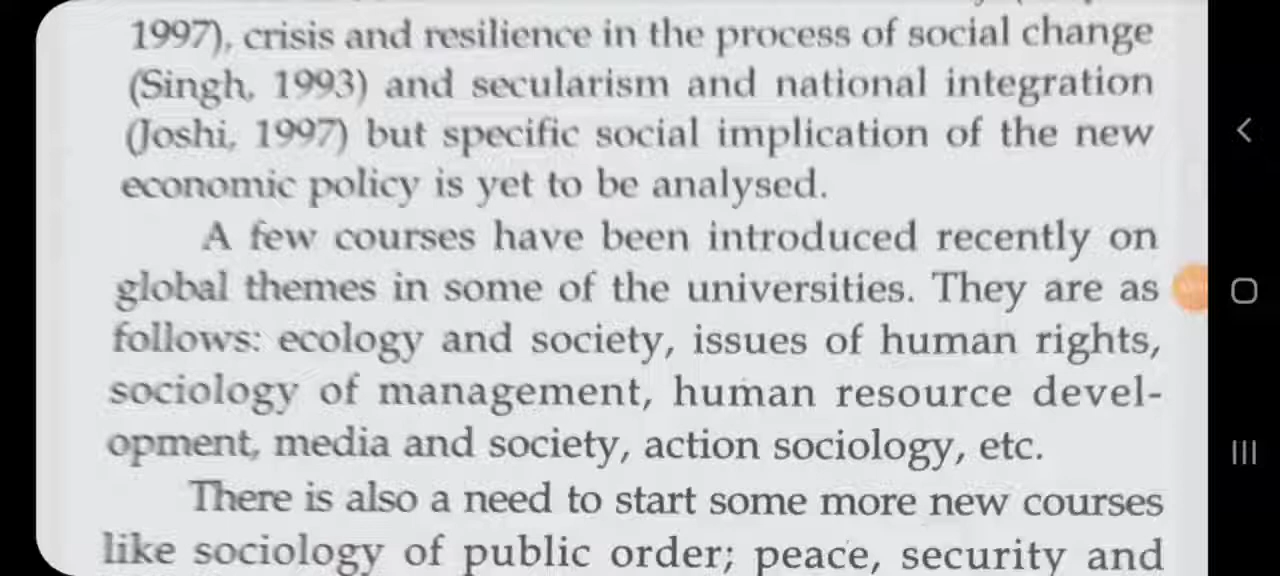 1997), crisis and resilience in the process of social change
(Singh, 1993) and secularism and national integration
(Joshi, 1997) but specific social implication of the new
economic policy is yet to be analysed.
A few courses have been introduced recently on
global themes in some of the universities. They are as
follows: ecology and society, issues of human rights,
sociology of management, human resource devel-
opment, media and society, action sociology, etc.
There is also a need to start some more new courses
like sociology of public order; peace, security and